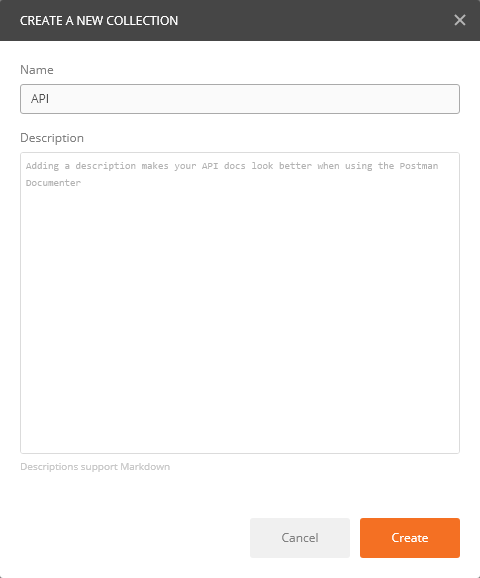 CREATE A NEW COLLECTION
Name
API
Description
Adding a description makes your API docs look better when using the Postman
Documenter
Descriptions support Markdown
Cancel
Create